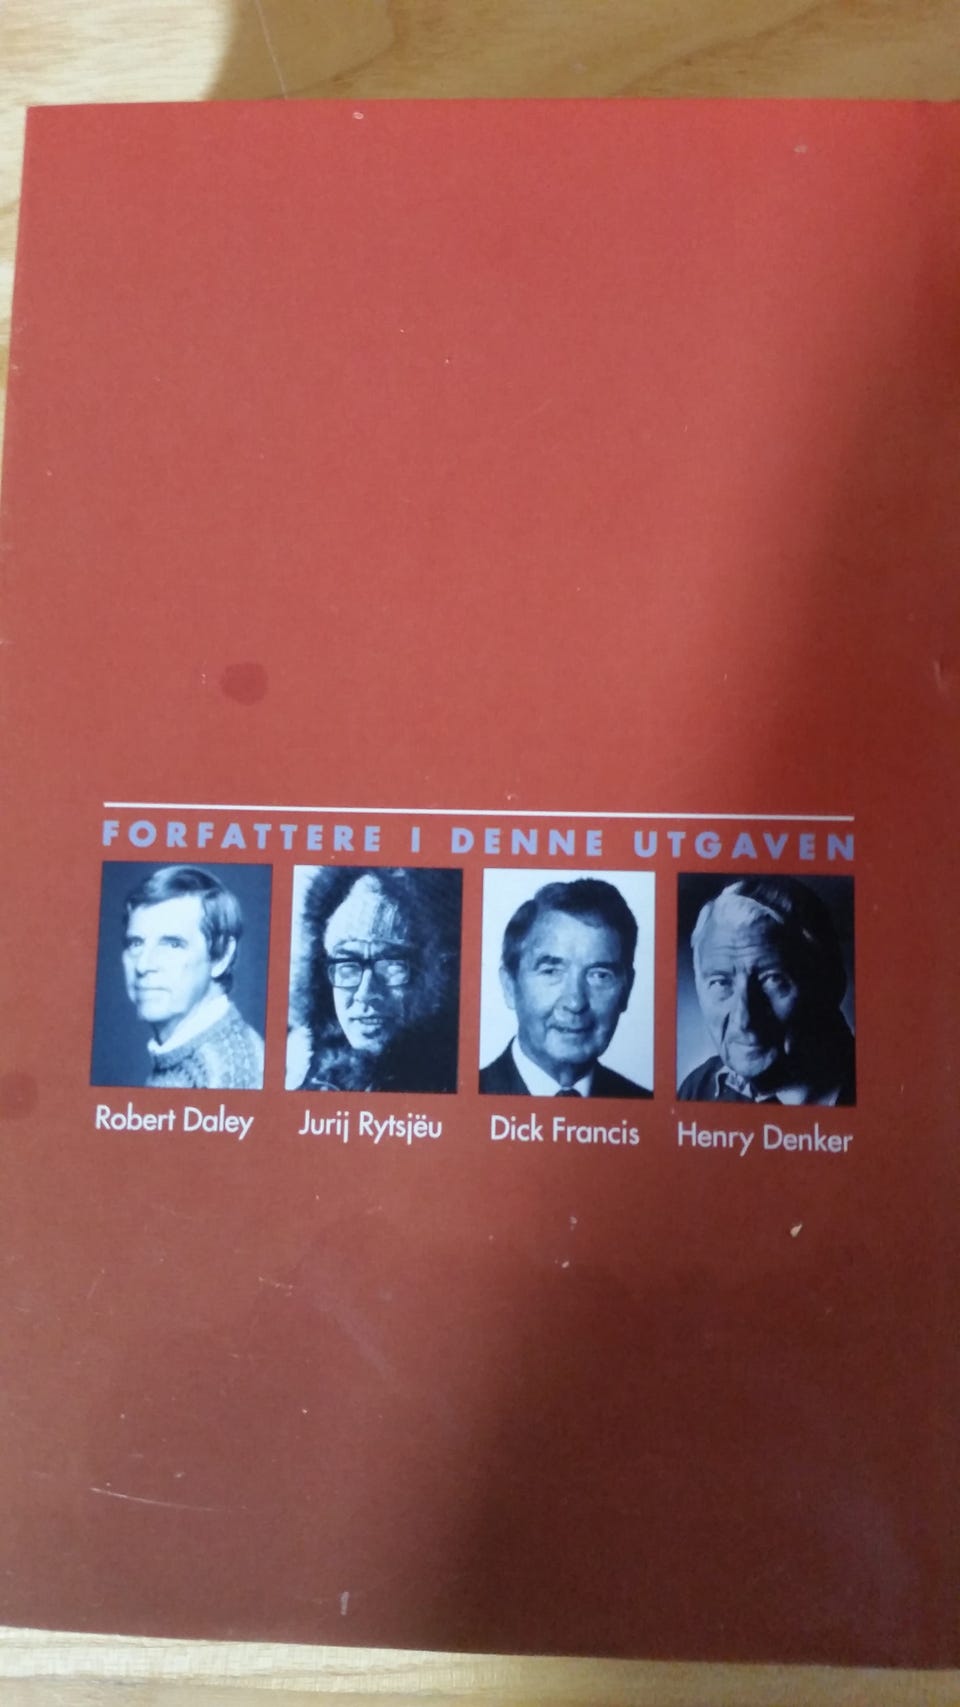 FORFATTERE I DENNE UTGAVEN
Robert Daley
Jurij Rytsjëu
Dick Francis
Henry Denker